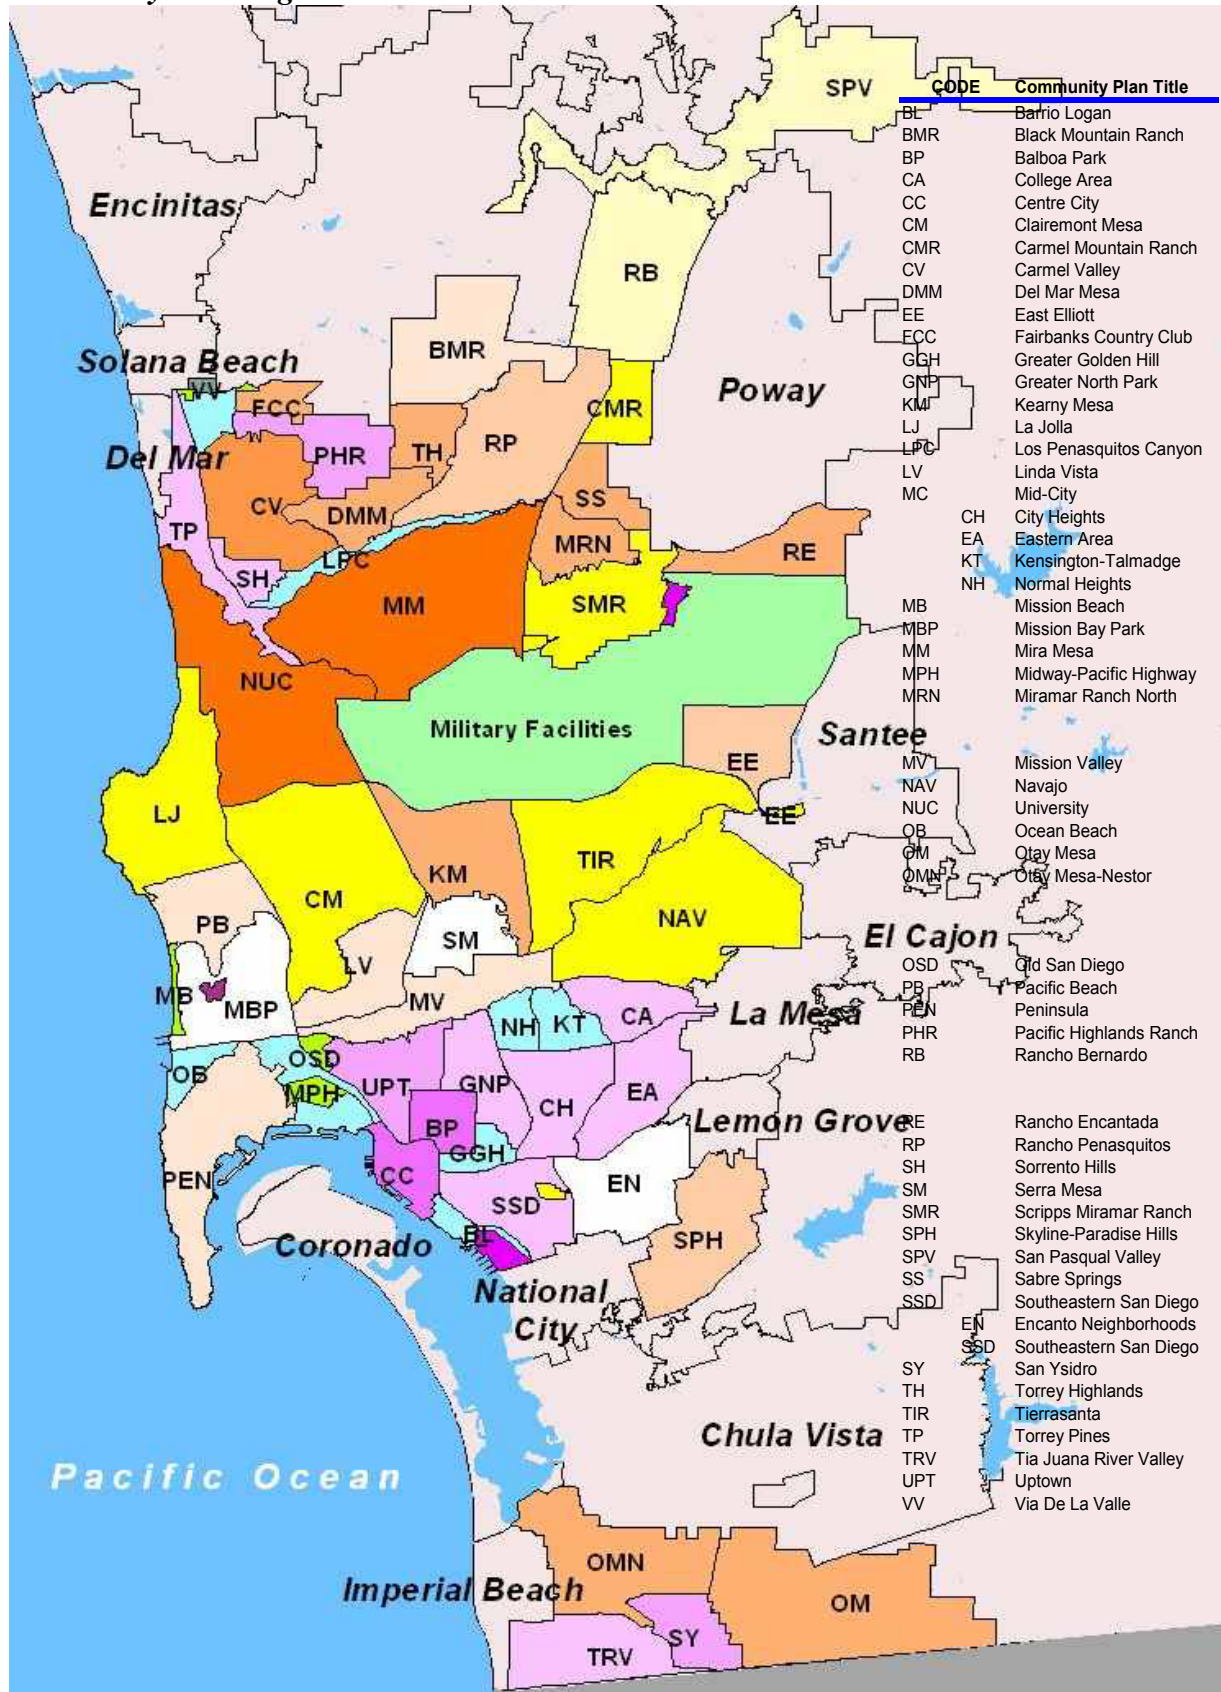 SPV
CODE Community Plan Title
BL Barrio Logan
BMR Black Mountain Ranch
BP Balboa Park
CA College Area
CC Centre City
CM Clairemont Mesa
CMR Carmel Mountain Ranch
CV Carmel Valley
DMM Del Mar Mesa
EE East Elliott
FCC Fairbanks Country Club
GGH Greater Golden Hill
GNP Greater North Park
KM Kearny Mesa
LJ La Jolla
LPC Los Penasquitos Canyon
LV Linda Vista
MC Mid-City
CH City Heights
EA Eastern Area
KT Kensington-Talmadge
NH Normal Heights
MB Mission Beach
MBP Mission Bay Park
MM Mira Mesa
MPH Midway-Pacific Highway
MRN Miramar Ranch North
MV Mission Valley
NAV Navajo
NUC University
OB Ocean Beach
OM Otay Mesa
OMN Otay Mesa-Nestor
OSD Old San Diego
PB Pacific Beach
PEN Peninsula
PHR Pacific Highlands Ranch
RB Rancho Bernardo
RE Rancho Encantada
RP Rancho Penasquitos
SH Sorrento Hills
SM Serra Mesa
SMR Scripps Miramar Ranch
SPH Skyline-Paradise Hills
SPV San Pasqual Valley
SS Sabre Springs
SSD Southeastern San Diego
EN Encanto Neighborhoods
SSD Southeastern San Diego
SY San Ysidro
TH Torrey Highlands
TIR Tierrasanta
TP Torrey Pines
TRV Tia Juana River Valley
UPT Uptown
VV Via De La Valle
Encinitas
RB
BMR
Solana Beach
VV
Poway
FCC
CMR
Del Mar
PHR
TH
RP
CV
DMM
SS
TP
LPC
MRN
RE
SH
MM
SMR
NUC
Military Facilities
Santee
EE
LJ
EE
TIR
KM
CM
NAV
PB
SM
El Cajon
LV
MB
MBP
MV
NH
KT
CA
La Mesa
OSD
OB
MPH
UPT
GNP
CH
EA
BP
Lemon Grove
GGH
PEN
CC
EN
SSD
BL
SPH
Coronado
National
City
Chula Vista
Pacific Ocean
OMN
Imperial Beach
OM
SY
TRV